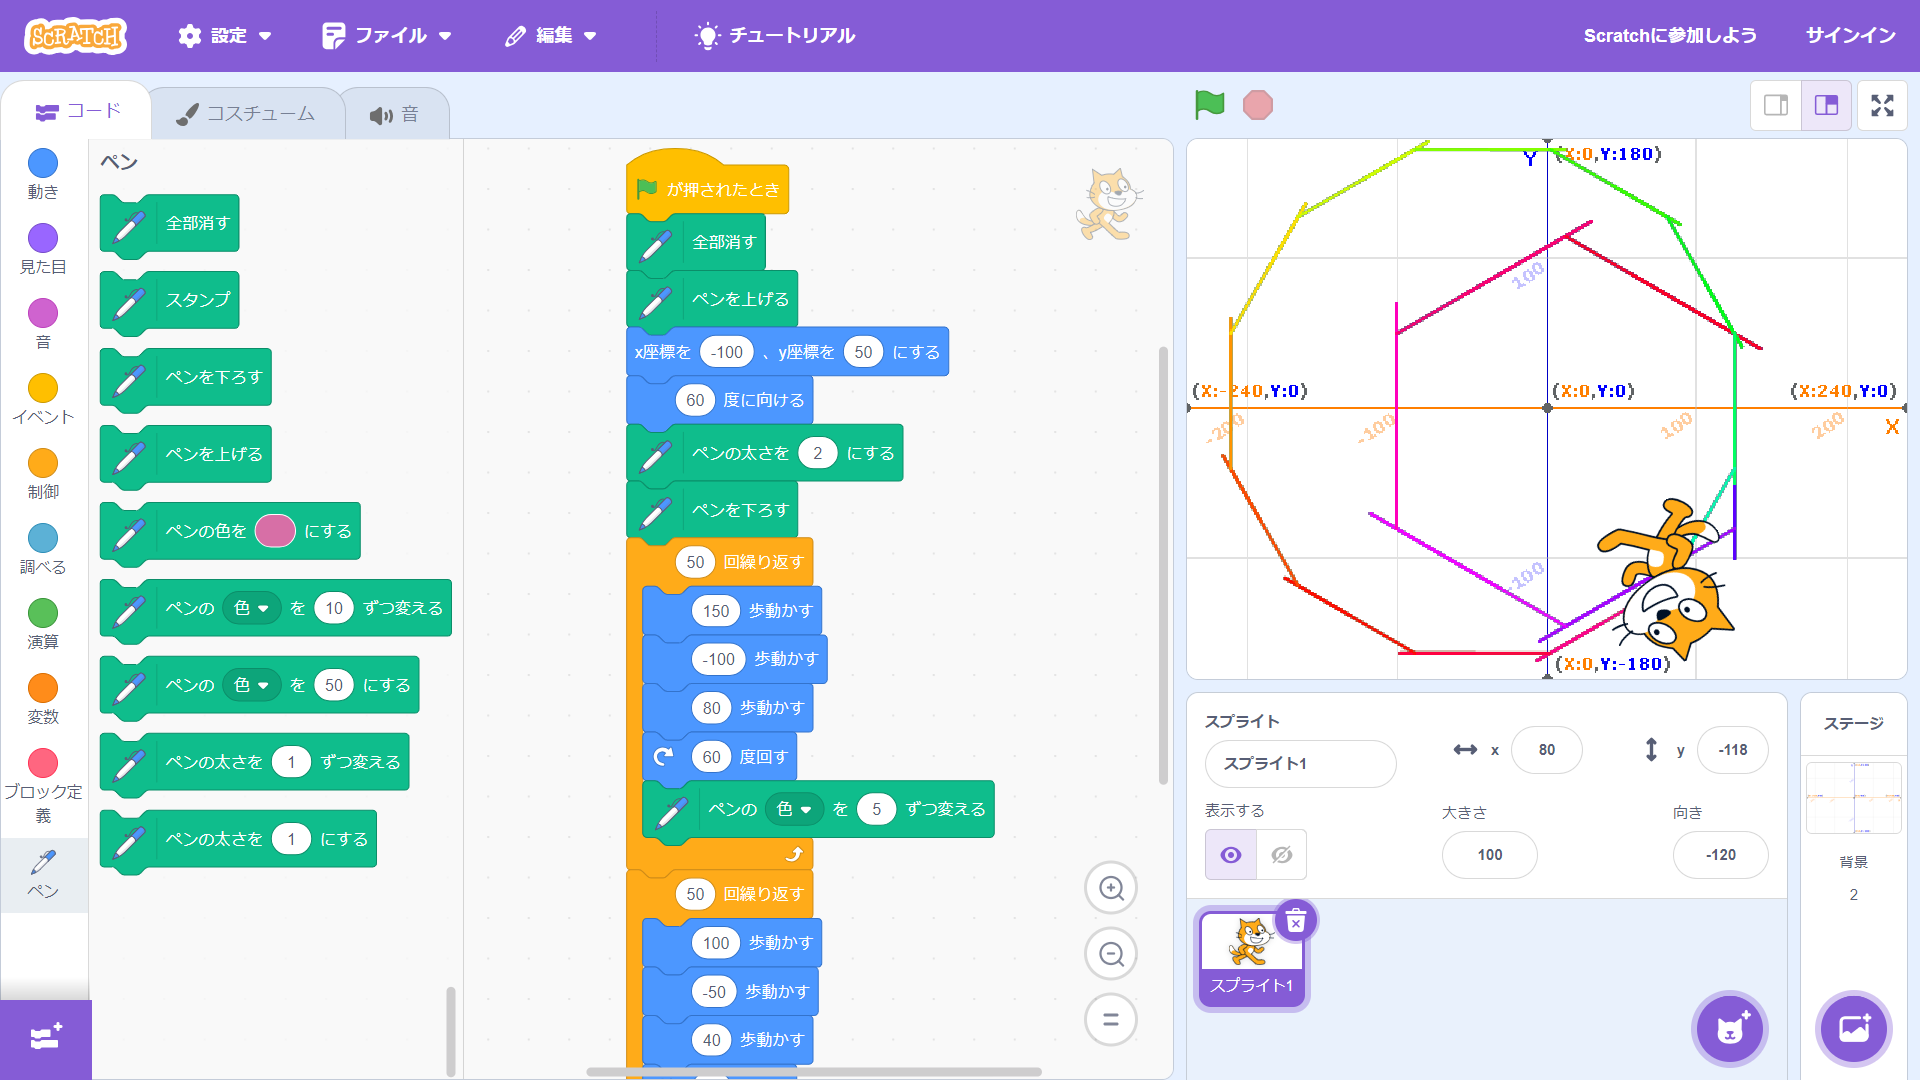 SCRATCH
設定
ファイル
編集
チュートリアル
Scratchに参加しよう
サインイン
コード
コスチューム
音
動き
見た目
音
イベント
制御
調べる
演算
変数
ブロック定義
ペン
ペン
全部消す
スタンプ
ペンを下ろす
ペンを上げる
ペンの色を にする
ペンの 色 を 10 ずつ変える
ペンの 色 を 50 にする
ペンの太さを 1 ずつ変える
ペンの太さを 1 にする
が押されたとき
全部消す
ペンを上げる
x座標を -100 、y座標を 50 にする
60 度に向ける
ペンの太さを 2 にする
ペンを下ろす
50 回繰り返す
150 歩動かす
-100 歩動かす
80 歩動かす
60 度回す
ペンの 色 を 5 ずつ変える
50 回繰り返す
100 歩動かす
-50 歩動かす
40 歩動かす
Y (X:0,Y:180)
100
(X:-240,Y:0) (X:0,Y:0) (X:240,Y:0)
-200 -100 100 200 X
-100
(X:0,Y:-180)
スプライト
スプライト1
x 80
y -118
表示する
大きさ
100
向き
-120
スプライト1
ステージ
背景
2